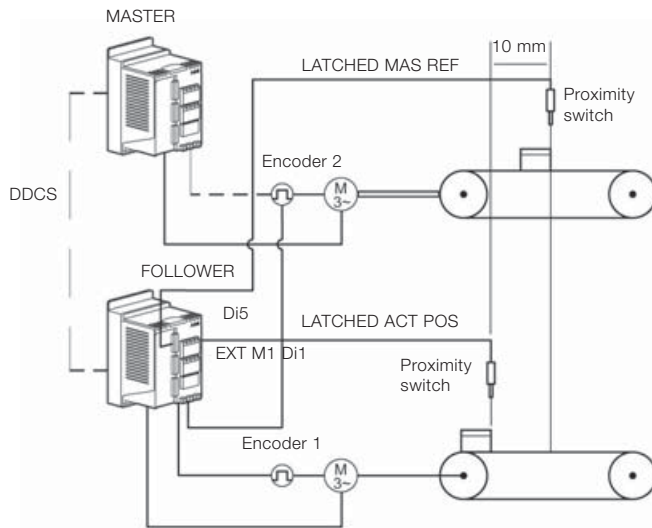 MASTER
10 mm
LATCHED MAS REF
Proximity
switch
Encoder 2
M
3~
DDCS
FOLLOWER
Di5
LATCHED ACT POS
EXT M1 Di1
Proximity
switch
Encoder 1
M
3~